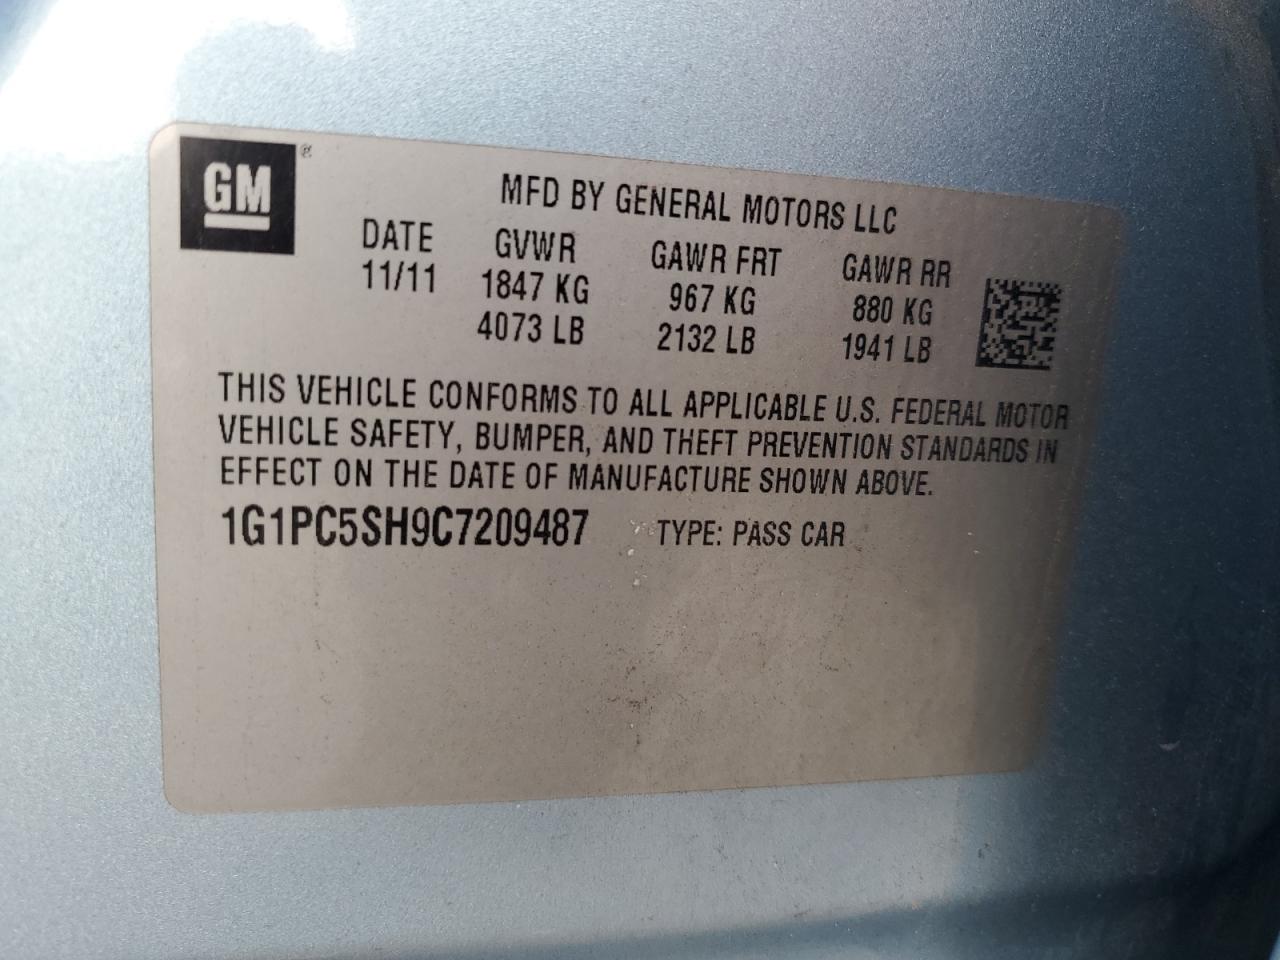 GM ®
MFD BY GENERAL MOTORS LLC
DATE GVWR GAWR FRT GAWR RR
11/11 1847 KG 967 KG 880 KG
4073 LB 2132 LB 1941 LB
THIS VEHICLE CONFORMS TO ALL APPLICABLE U.S. FEDERAL MOTOR
VEHICLE SAFETY, BUMPER, AND THEFT PREVENTION STANDARDS IN
EFFECT ON THE DATE OF MANUFACTURE SHOWN ABOVE.
1G1PC5SH9C7209487 TYPE: PASS CAR